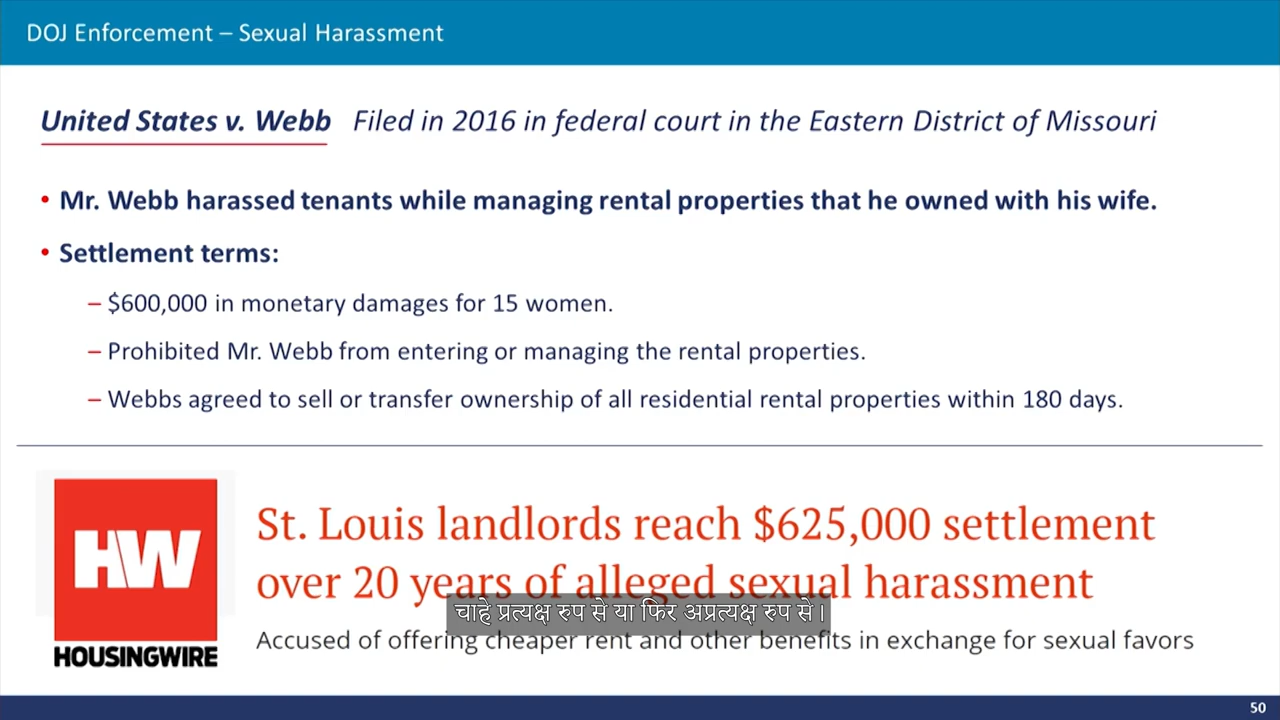 DOJ Enforcement – Sexual Harassment
United States v. Webb Filed in 2016 in federal court in the Eastern District of Missouri
• Mr. Webb harassed tenants while managing rental properties that he owned with his wife.
• Settlement terms:
– $600,000 in monetary damages for 15 women.
– Prohibited Mr. Webb from entering or managing the rental properties.
– Webbs agreed to sell or transfer ownership of all residential rental properties within 180 days.
HW
HOUSINGWIRE
St. Louis landlords reach $625,000 settlement
over 20 years of alleged sexual harassment
चाहे प्रत्यक्ष रुप से या फिर अप्रत्यक्ष रुप से।
Accused of offering cheaper rent and other benefits in exchange for sexual favors
50